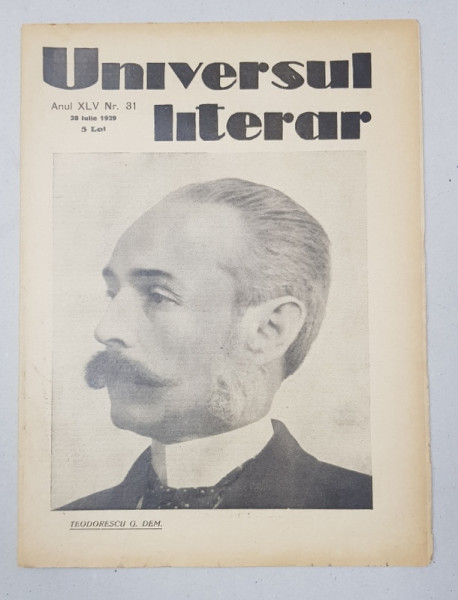 Universul
literar
Anul XLV Nr. 31
28 Iulie 1929
5 Lei
TEODORESCU G. DEM.